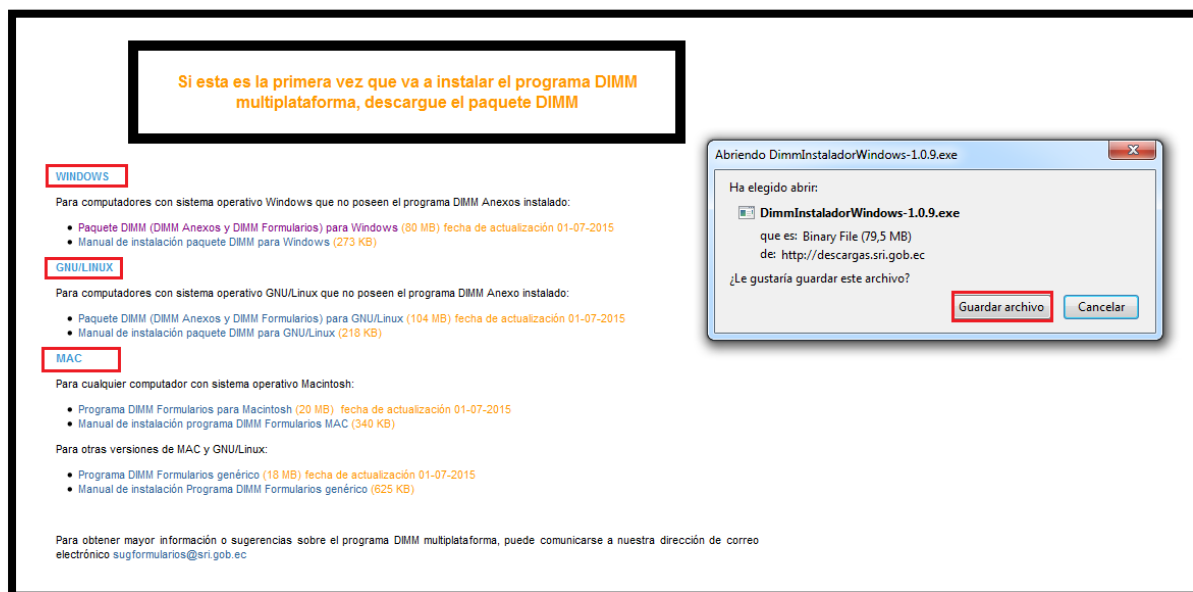 Si esta es la primera vez que va a instalar el programa DIMM
multiplataforma, descargue el paquete DIMM
WINDOWS
Para computadores con sistema operativo Windows que no poseen el programa DIMM Anexos instalado:
Paquete DIMM (DIMM Anexos y DIMM Formularios) para Windows (80 MB) fecha de actualización 01-07-2015
Manual de instalación paquete DIMM para Windows (273 KB)
GNU/LINUX
Para computadores con sistema operativo GNU/Linux que no poseen el programa DIMM Anexo instalado:
Paquete DIMM (DIMM Anexos y DIMM Formularios) para GNU/Linux (104 MB) fecha de actualización 01-07-2015
Manual de instalación paquete DIMM para GNU/Linux (218 KB)
MAC
Para cualquier computador con sistema operativo Macintosh:
Programa DIMM Formularios para Macintosh (20 MB) fecha de actualización 01-07-2015
Manual de instalación programa DIMM Formularios MAC (340 KB)
Para otras versiones de MAC y GNU/Linux:
Programa DIMM Formularios genérico (18 MB) fecha de actualización 01-07-2015
Manual de instalación Programa DIMM Formularios genérico (625 KB)
Para obtener mayor información o sugerencias sobre el programa DIMM multiplataforma, puede comunicarse a nuestra dirección de correo
electrónico sugformularios@sri.gob.ec
Abriendo DimmInstaladorWindows-1.0.9.exe
Ha elegido abrir:
DimmInstaladorWindows-1.0.9.exe
que es: Binary File (79,5 MB)
de: http://descargas.sri.gob.ec
¿Le gustaría guardar este archivo?
Guardar archivo
Cancelar